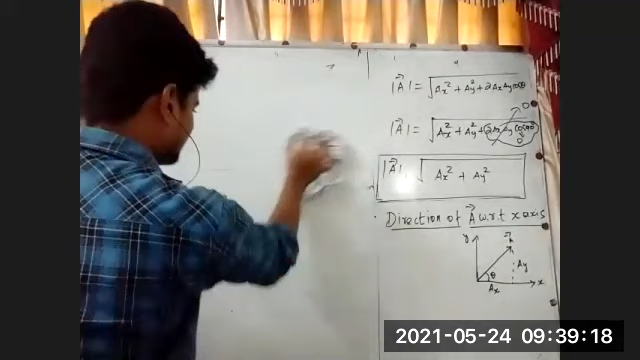 |A⃗| = √(Ax² + Ay² + 2AxAy cosθ)
|A⃗| = √(Ax² + Ay² + 2AxAy cosθ) 0
|A⃗| √(Ax² + Ay²)
Direction of A⃗ w.r.t x axis
y A⃗
Ay
θ
Ax x
2021-05-24 09:39:18